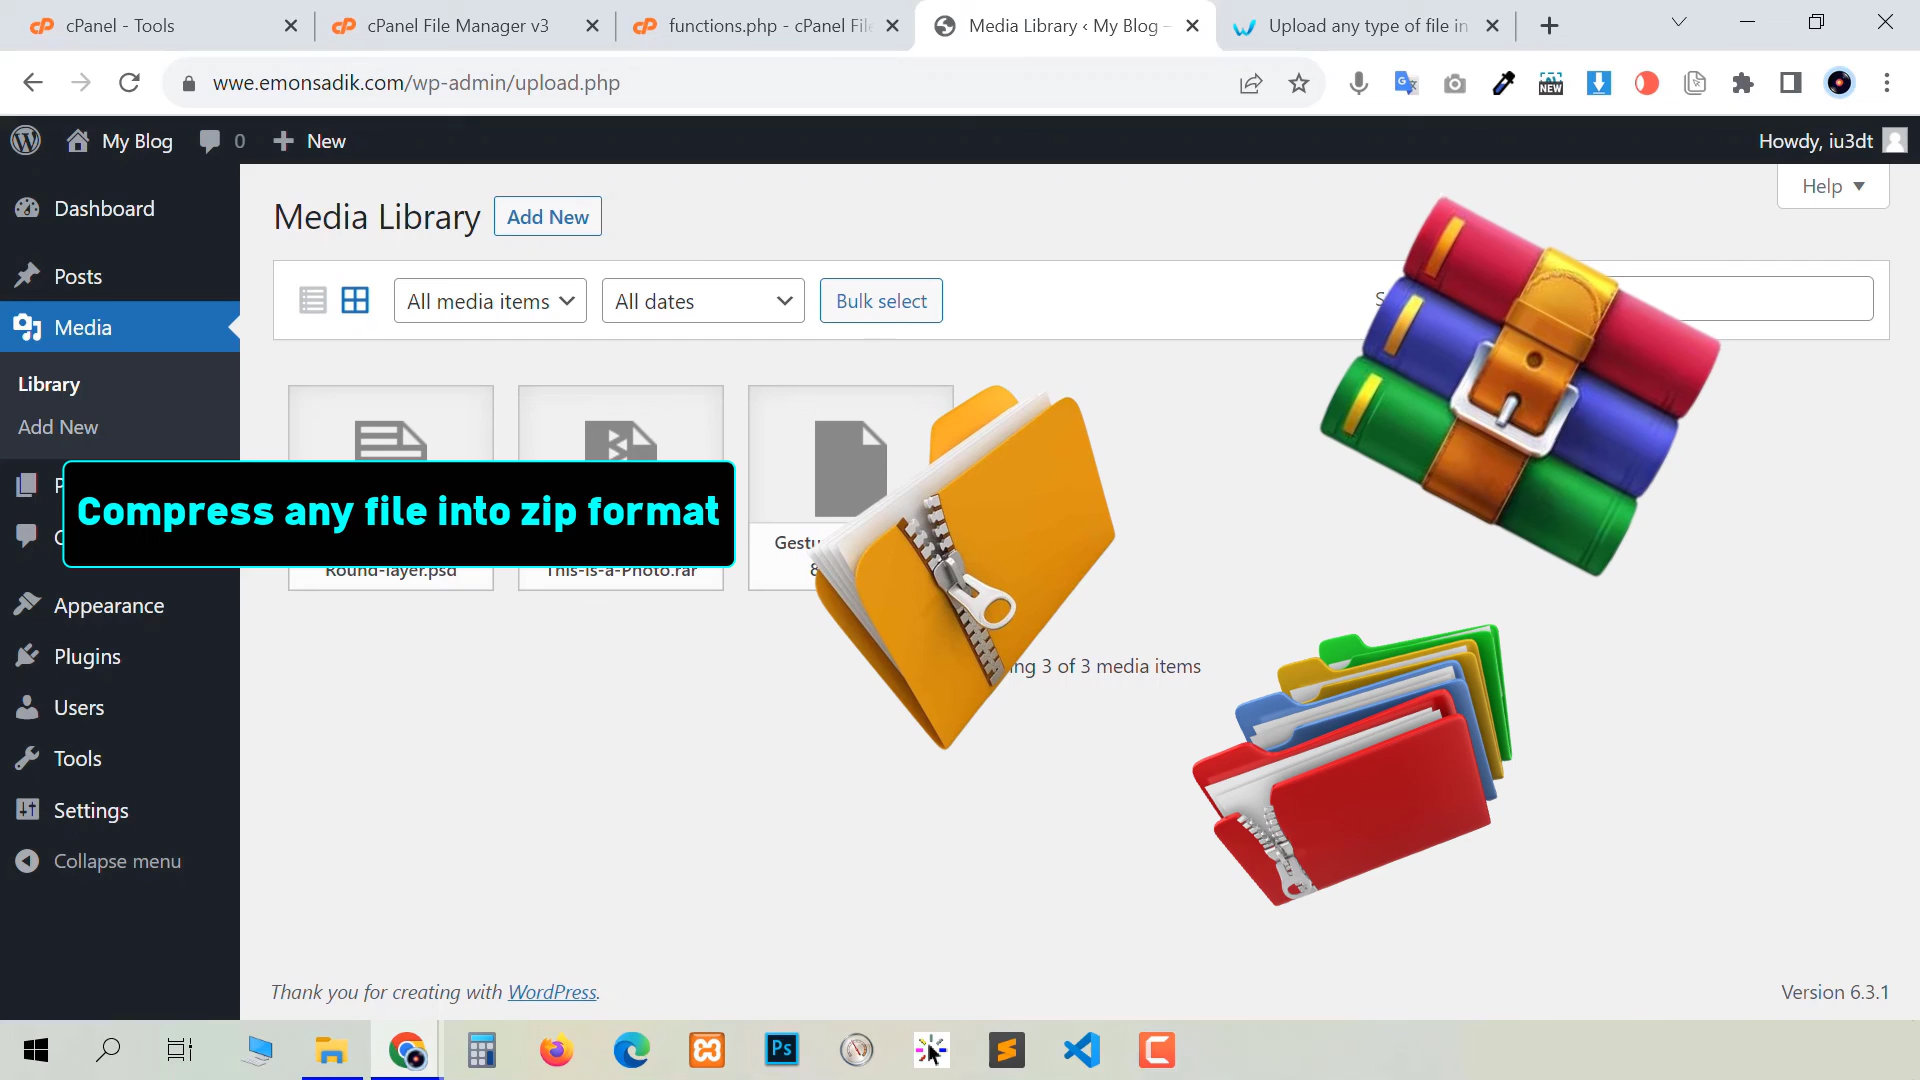 cPanel - Tools
cPanel File Manager v3
functions.php - cPanel File
Media Library ‹ My Blog –
Upload any type of file in
wwe.emonsadik.com/wp-admin/upload.php
NEW
My Blog
0
New
Howdy, iu3dt
Help
Dashboard
Posts
Media
Library
Add New
Appearance
Plugins
Users
Tools
Settings
Collapse menu
Media Library
Add New
All media items
All dates
Bulk select
Compress any file into zip format
Round-layer.psd
This-is-a-Photo.rar
3 of 3 media items
Thank you for creating with WordPress.
Version 6.3.1
Ps